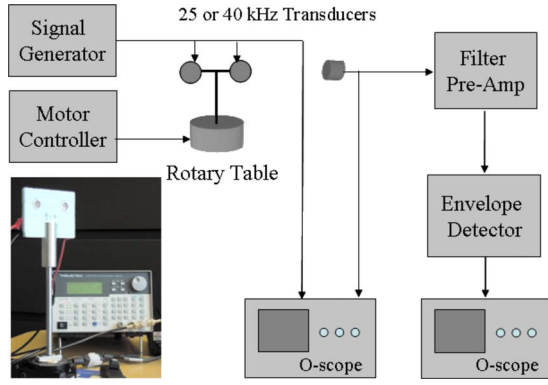 25 or 40 kHz Transducers
Signal
Generator
Motor
Controller
Rotary Table
Filter
Pre-Amp
Envelope
Detector
O-scope
O-scope